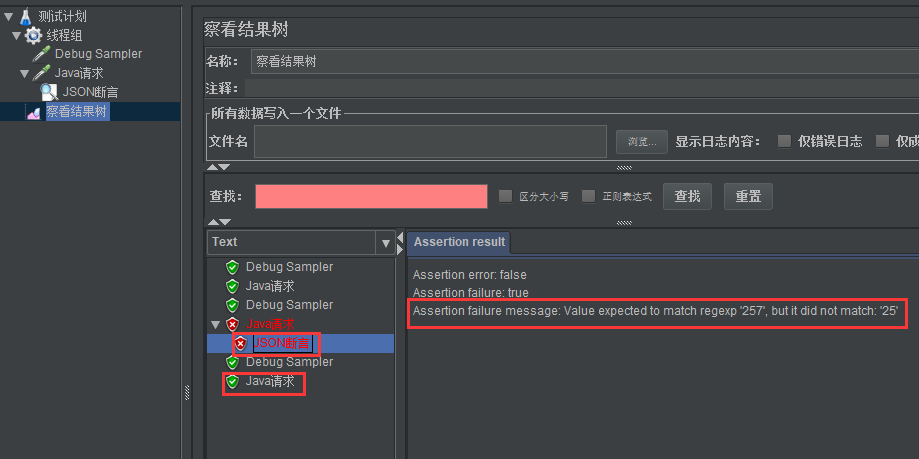 测试计划
线程组
Debug Sampler
Java请求
JSON断言
察看结果树
察看结果树
名称： 察看结果树
注释：
所有数据写入一个文件
文件名 浏览... 显示日志内容： 仅错误日志 仅成
查找： 区分大小写 正则表达式 查找 重置
Text
Debug Sampler
Java请求
Debug Sampler
Java请求
JSON断言
Debug Sampler
Java请求
Assertion result
Assertion error: false
Assertion failure: true
Assertion failure message: Value expected to match regexp '257', but it did not match: '25'